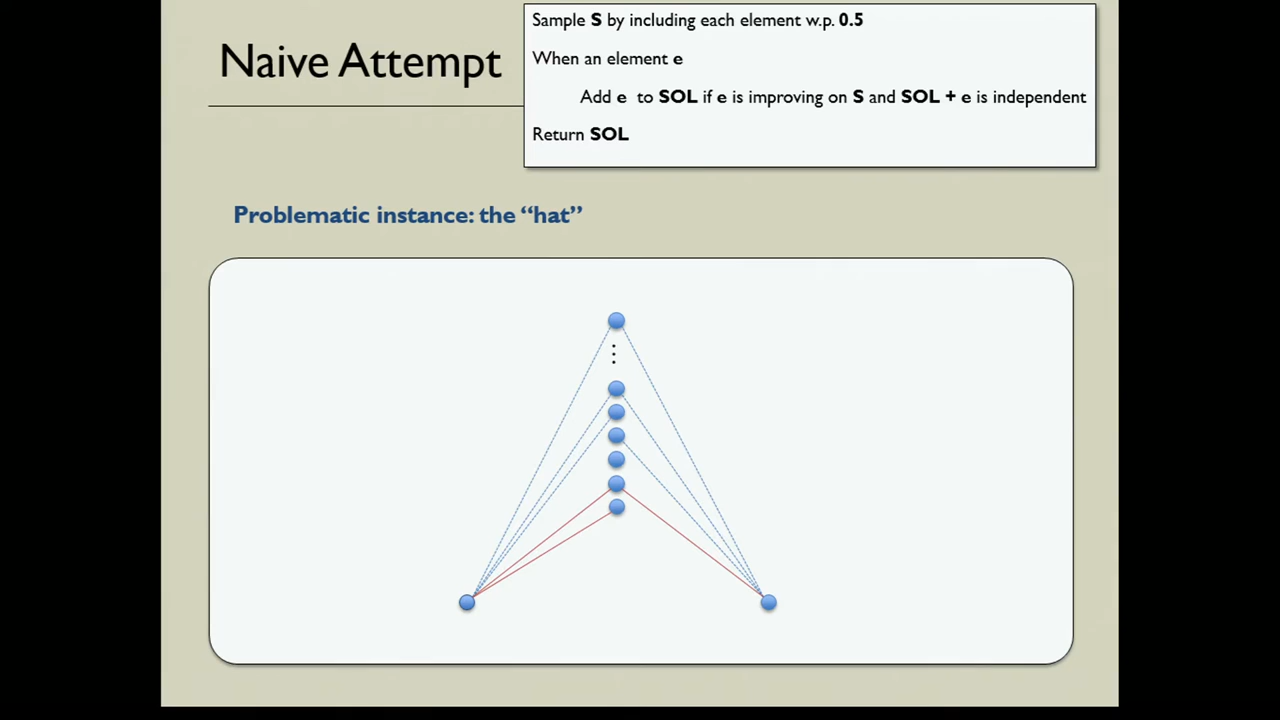 Naive Attempt
Sample S by including each element w.p. 0.5
When an element e
Add e to SOL if e is improving on S and SOL + e is independent
Return SOL
Problematic instance: the “hat”